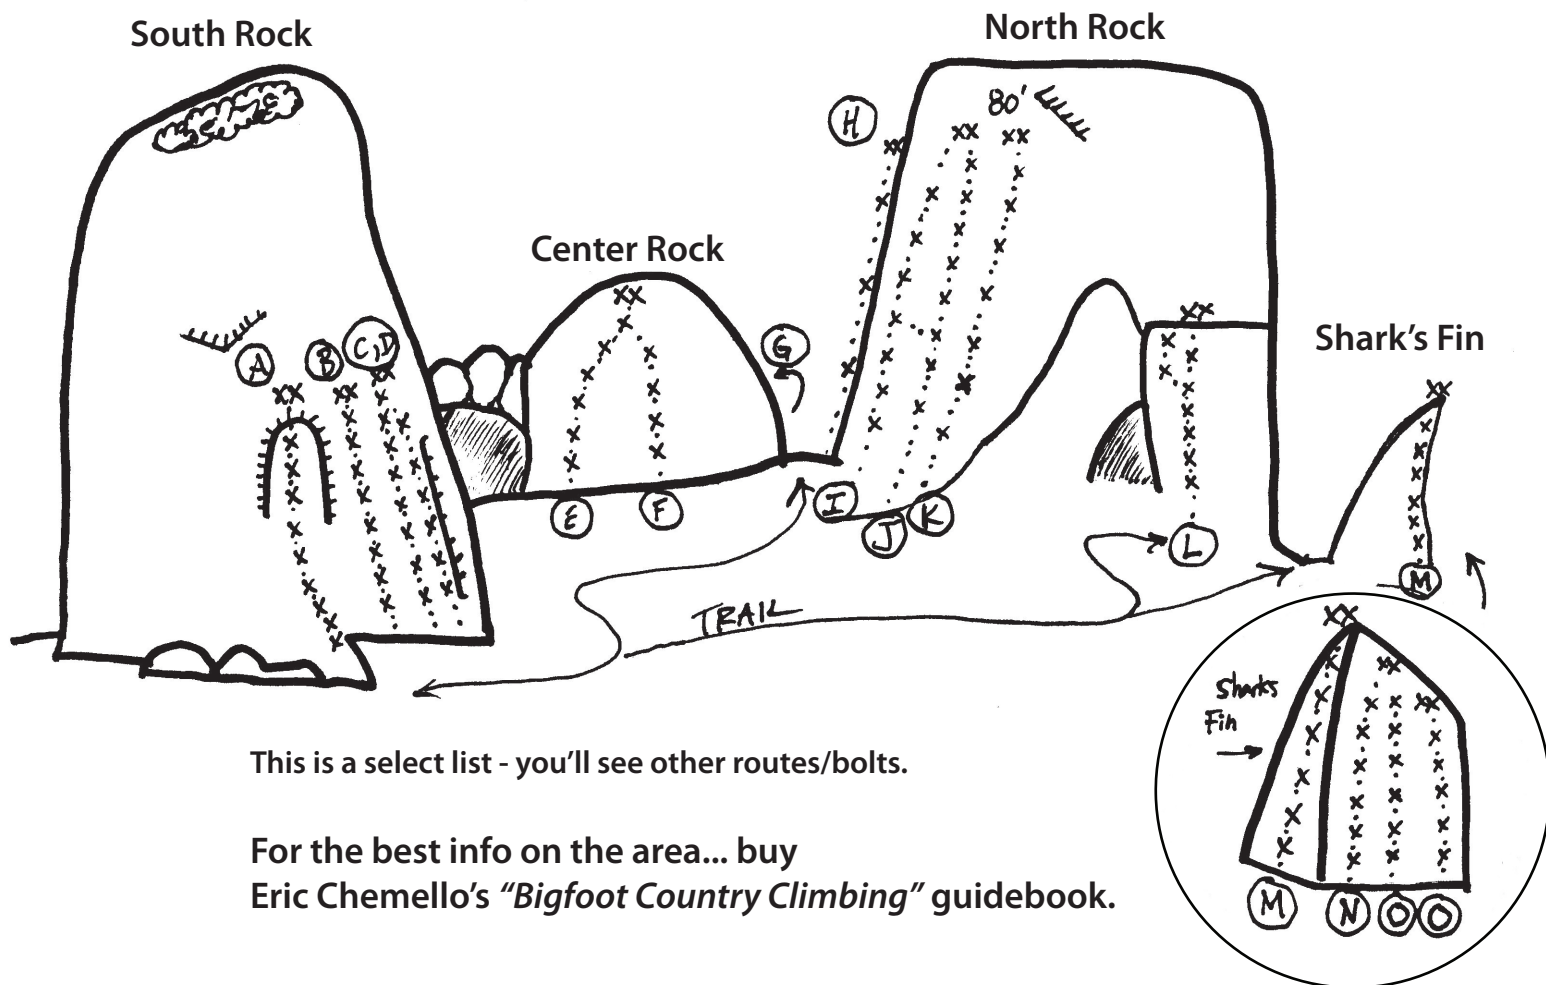 South Rock
North Rock
Center Rock
Shark's Fin
80'
H
A
B
C,D
G
E
F
I
J
K
L
M
TRAIL
Sharks
Fin
M
N
O
O
This is a select list - you'll see other routes/bolts.
For the best info on the area... buy
Eric Chemello's "Bigfoot Country Climbing" guidebook.